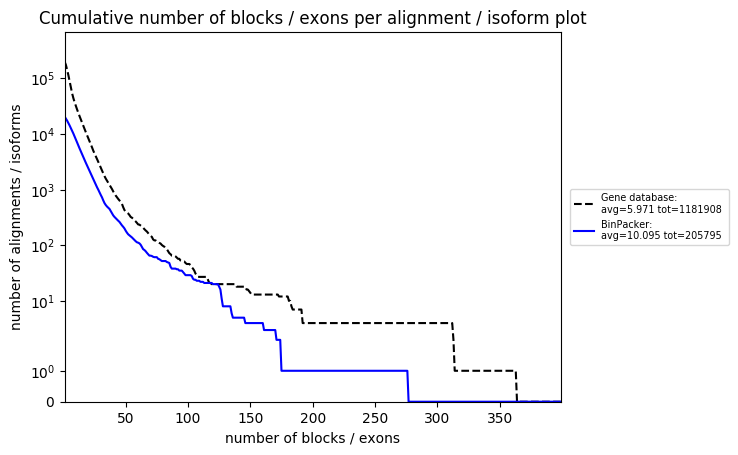 Cumulative number of blocks / exons per alignment / isoform plot
number of alignments / isoforms
10^5
10^4
10^3
10^2
10^1
10^0
0
50
100
150
200
250
300
350
number of blocks / exons
Gene database:
avg=5.971 tot=1181908
BinPacker:
avg=10.095 tot=205795